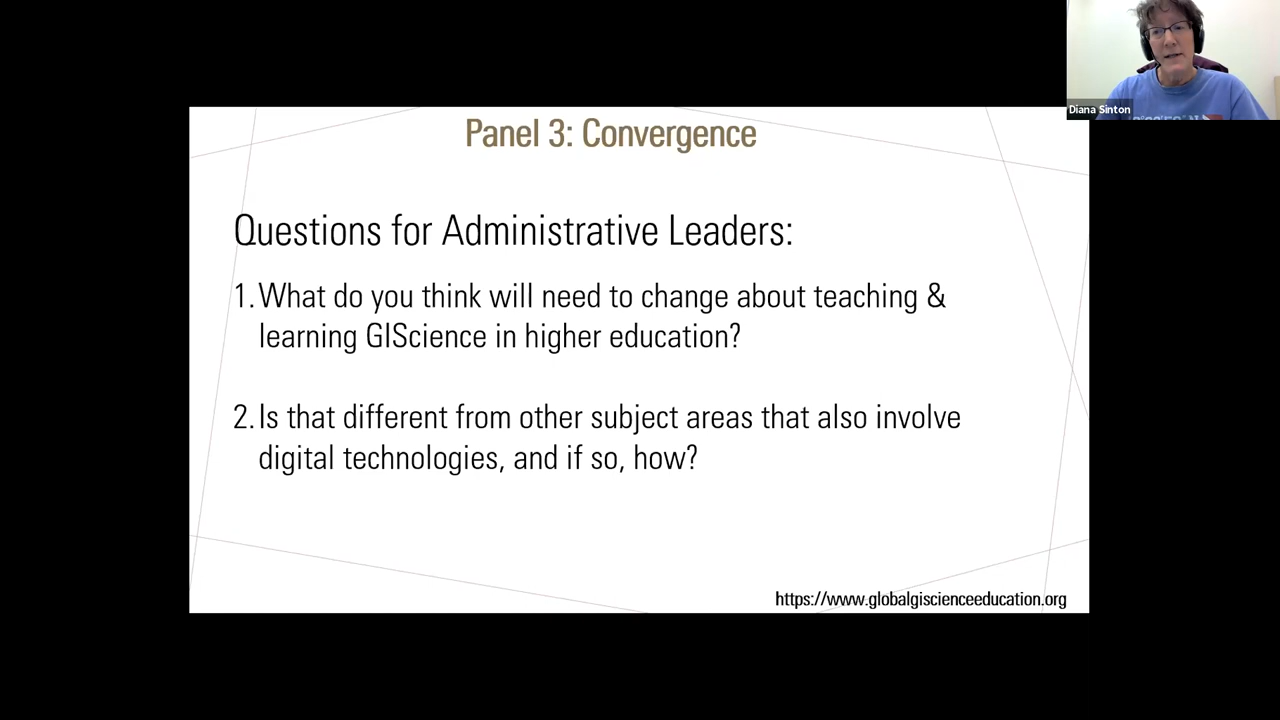 Diana Sinton
Panel 3: Convergence
Questions for Administrative Leaders:
1. What do you think will need to change about teaching &
learning GIScience in higher education?
2. Is that different from other subject areas that also involve
digital technologies, and if so, how?
https://www.globalgiscienceeducation.org